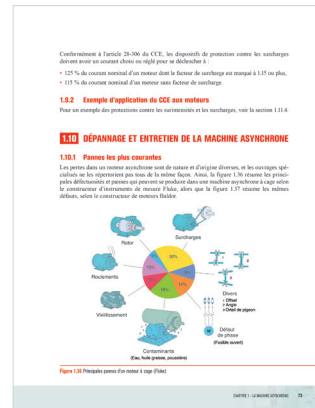 Conformément à l'article 28-306 du CCE, les dispositifs de protection contre les surcharges
doivent avoir un courant choisi ou réglé pour se déclencher à :
• 125 % du courant nominal d'un moteur dont le facteur de surcharge est marqué à 1.15 ou plus,
• 115 % du courant nominal d'un moteur sans facteur de surcharge.
1.9.2 Exemple d'application du CCE aux moteurs
Pour un exemple des protections contre les surintensités et les surcharges, voir la section 1.11.4.
1.10 DÉPANNAGE ET ENTRETIEN DE LA MACHINE ASYNCHRONE
1.10.1 Pannes les plus courantes
Les pertes dans un moteur asynchrone sont de nature et d'origine diverses, et les ouvrages spé-
cialisés ne les répertorient pas tous de la même façon. Ainsi, la figure 1.36 résume les princi-
pales défectuosités et pannes qui peuvent se produire dans une machine asynchrone à cage selon
le constructeur d'instruments de mesure Fluke, alors que la figure 1.37 résume les mêmes
défauts, selon le constructeur de moteurs Baldor.
Surcharges
Rotor
30%
Roulements
14%
Divers
Offset
Angle
Vieillissement
Défaut
de phase
(Fusible ouvert)
Contaminants
(Eau, huile graisse, poussière)
Figure 1.36 Principales pannes d'un moteur à cage (Fluke).
CHAPITRE 1 - LA MACHINE ASYNCHRONE 73